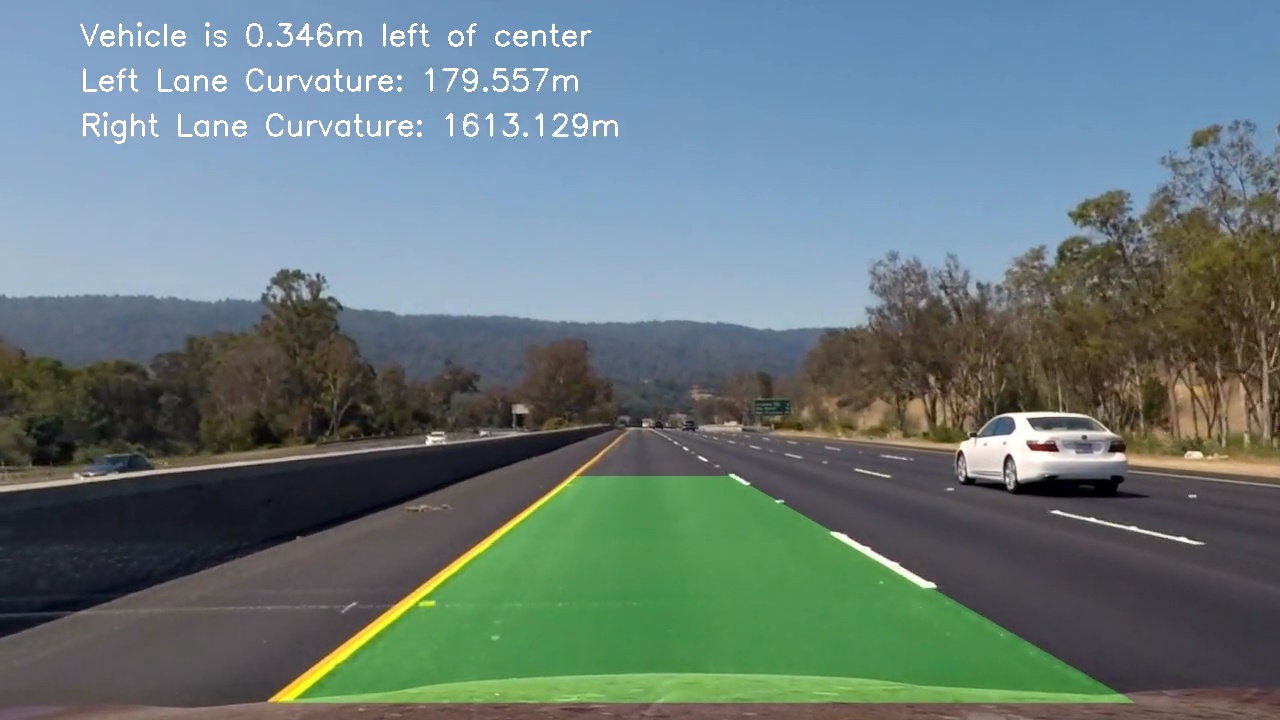 Vehicle is 0.346m left of center
Left Lane Curvature: 179.557m
Right Lane Curvature: 1613.129m